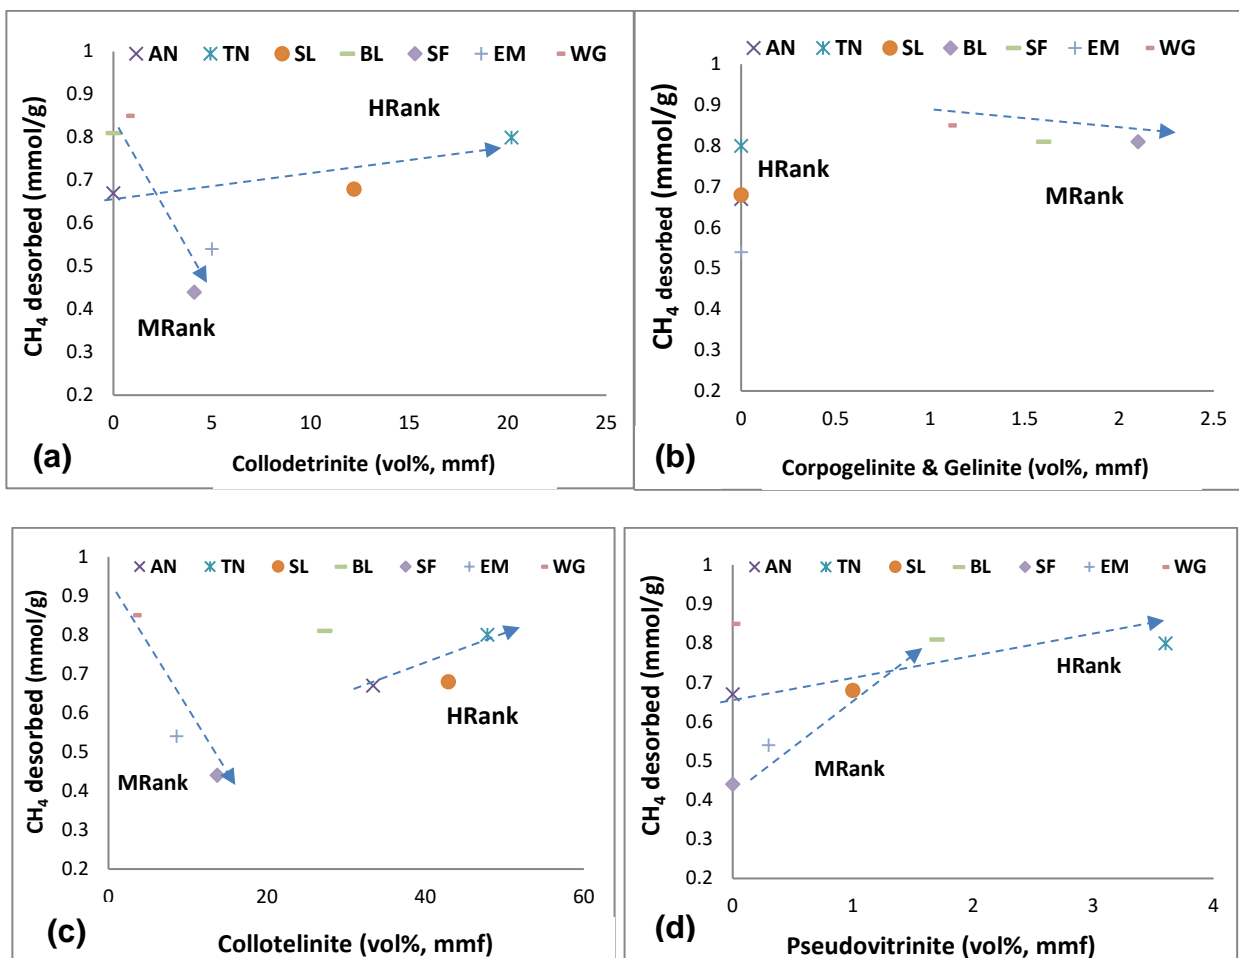 AN TN SL BL SF EM WG
CH4 desorbed (mmol/g)
1
0.9
0.8
0.7
0.6
0.5
0.4
0.3
0.2
HRank
MRank
0 5 10 15 20 25
(a)
Collodetrinite (vol%, mmf)
AN TN SL BL SF EM WG
CH4 desorbed (mmol/g)
1
0.9
0.8
0.7
0.6
0.5
0.4
0.3
0.2
HRank
MRank
0 0.5 1 1.5 2 2.5
(b)
Corpogelinite & Gelinite (vol%, mmf)
AN TN SL BL SF EM WG
CH4 desorbed (mmol/g)
1
0.9
0.8
0.7
0.6
0.5
0.4
0.3
0.2
HRank
MRank
0 20 40 60
(c)
Collotelinite (vol%, mmf)
AN TN SL BL SF EM WG
CH4 desorbed (mmol/g)
1
0.9
0.8
0.7
0.6
0.5
0.4
0.3
0.2
HRank
MRank
0 1 2 3 4
(d)
Pseudovitrinite (vol%, mmf)